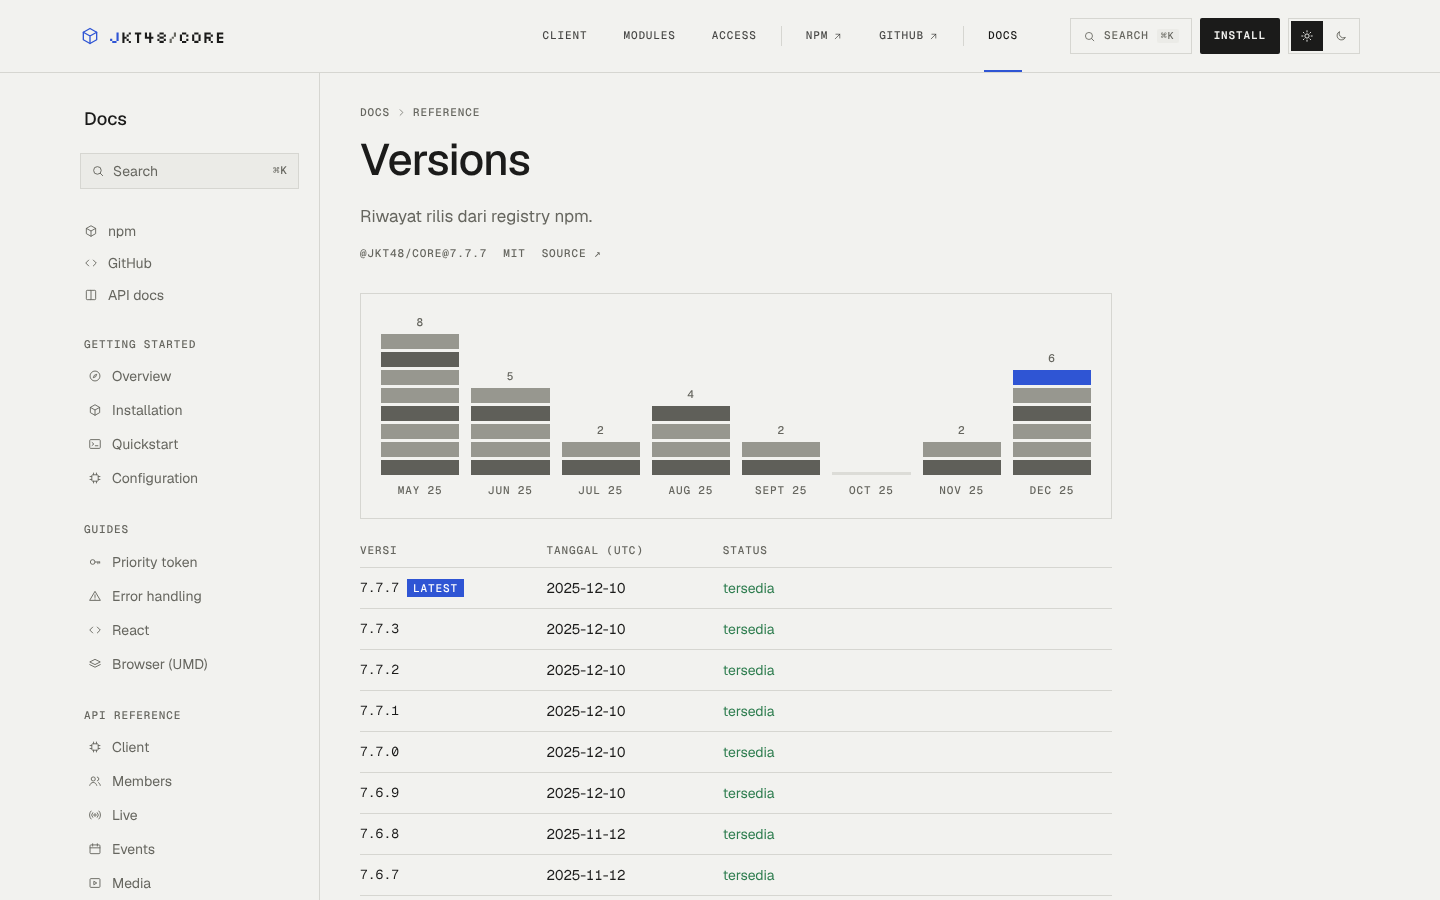 JKT48/CORE
CLIENT MODULES ACCESS NPM ↗ GITHUB ↗ DOCS
SEARCH ⌘K INSTALL
Docs
Search ⌘K
npm
GitHub
API docs
GETTING STARTED
Overview
Installation
Quickstart
Configuration
GUIDES
Priority token
Error handling
React
Browser (UMD)
API REFERENCE
Client
Members
Live
Events
Media
DOCS > REFERENCE
Versions
Riwayat rilis dari registry npm.
@JKT48/CORE@7.7.7 MIT SOURCE ↗
8 5 2 4 2 2 6
MAY 25 JUN 25 JUL 25 AUG 25 SEPT 25 OCT 25 NOV 25 DEC 25
VERSI TANGGAL (UTC) STATUS
7.7.7 LATEST 2025-12-10 tersedia
7.7.3 2025-12-10 tersedia
7.7.2 2025-12-10 tersedia
7.7.1 2025-12-10 tersedia
7.7.0 2025-12-10 tersedia
7.6.9 2025-12-10 tersedia
7.6.8 2025-11-12 tersedia
7.6.7 2025-11-12 tersedia